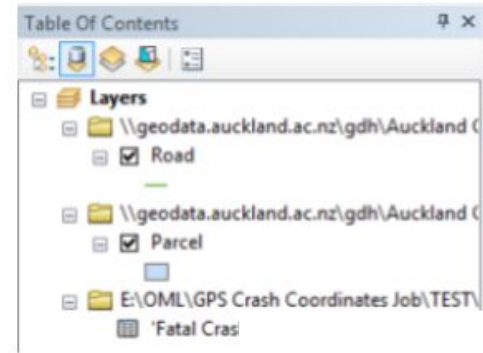 Table Of Contents
Layers
\\geodata.auckland.ac.nz\gdh\Auckland C
Road
\\geodata.auckland.ac.nz\gdh\Auckland C
Parcel
E:\OML\GPS Crash Coordinates Job\TEST\
'Fatal Cras